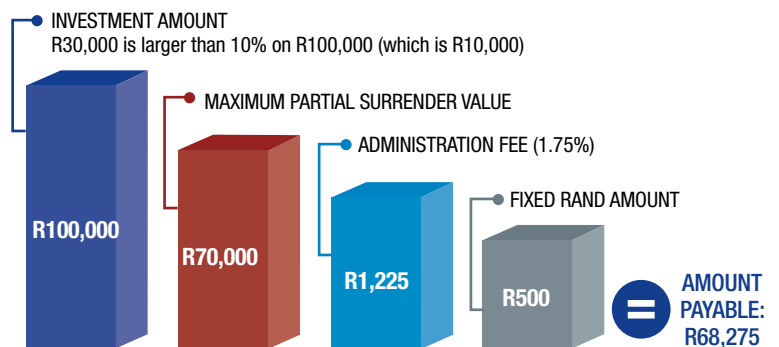 INVESTMENT AMOUNT
R30,000 is larger than 10% on R100,000 (which is R10,000)
MAXIMUM PARTIAL SURRENDER VALUE
ADMINISTRATION FEE (1.75%)
FIXED RAND AMOUNT
R100,000
R70,000
R1,225
R500
=
AMOUNT
PAYABLE:
R68,275